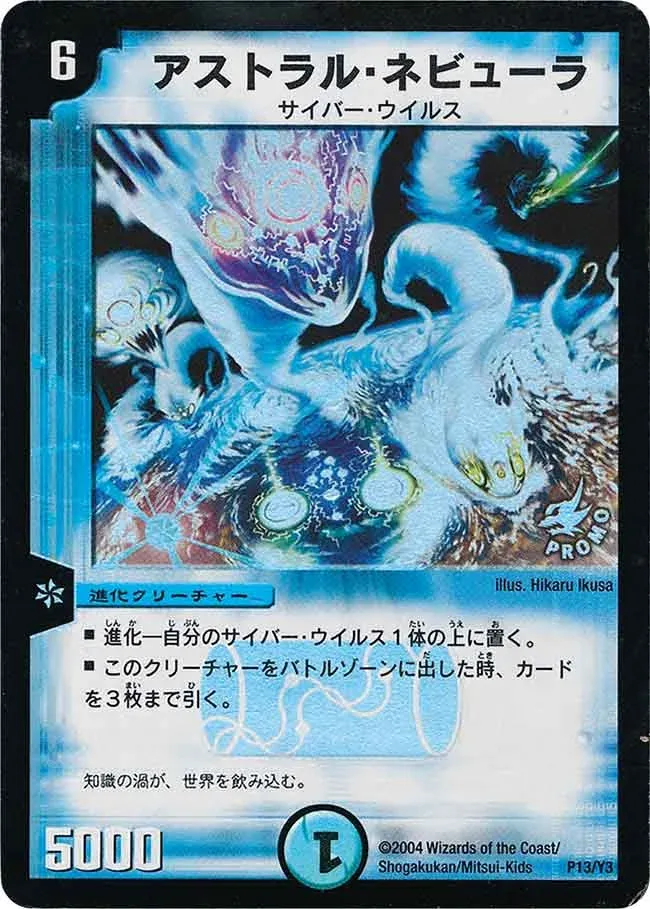 6
アストラル・ネビューラ
サイバー・ウイルス
PROMO
illus. Hikaru Ikusa
進化クリーチャー
■ 進化—自分のサイバー・ウイルス1体の上に置く。
■ このクリーチャーをバトルゾーンに出した時、カード
を3枚まで引く。
知識の渦が、世界を飲み込む。
5000
1
©2004 Wizards of the Coast/
Shogakukan/Mitsui-Kids
P13/Y3